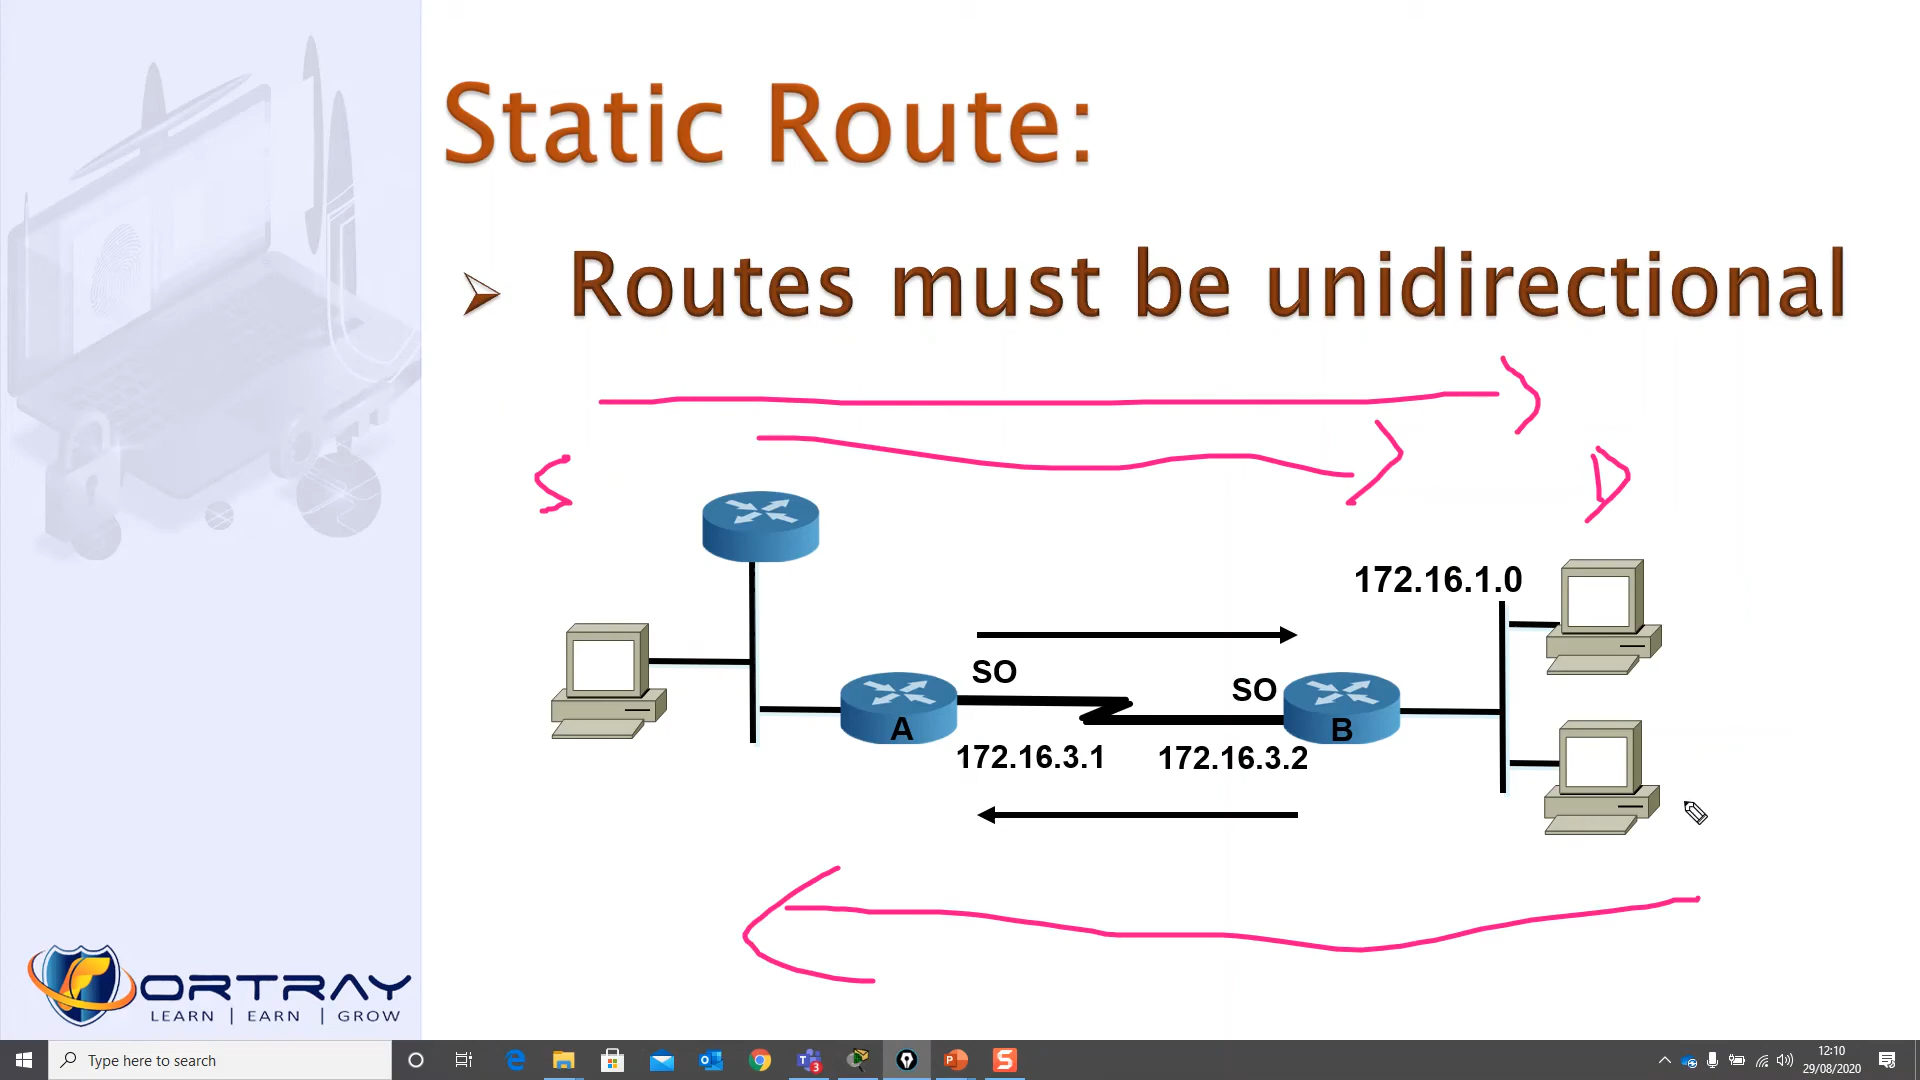 Static Route:
➢ Routes must be unidirectional
S
D
172.16.1.0
SO
SO
A
B
172.16.3.1
172.16.3.2
ORTRAY
LEARN | EARN | GROW
Type here to search
T
3
P
S
12:10
29/08/2020